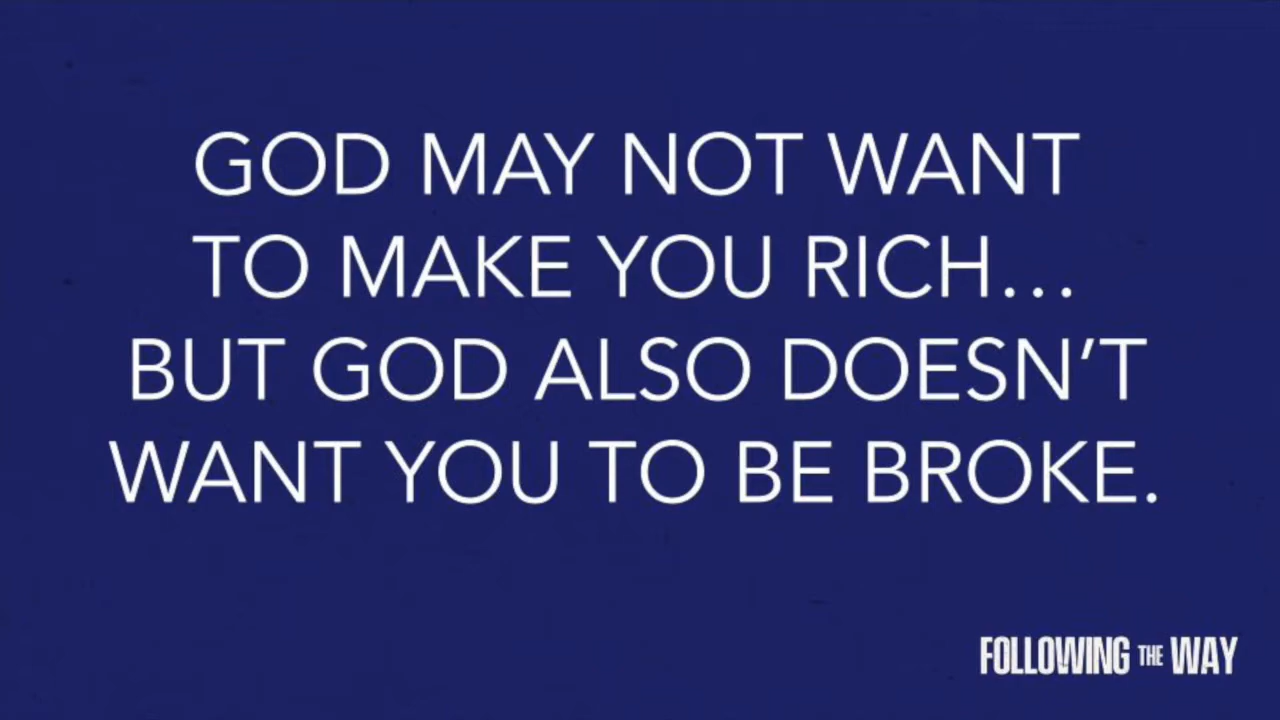 GOD MAY NOT WANT
TO MAKE YOU RICH...
BUT GOD ALSO DOESN'T
WANT YOU TO BE BROKE.
FOLLOWING THE WAY